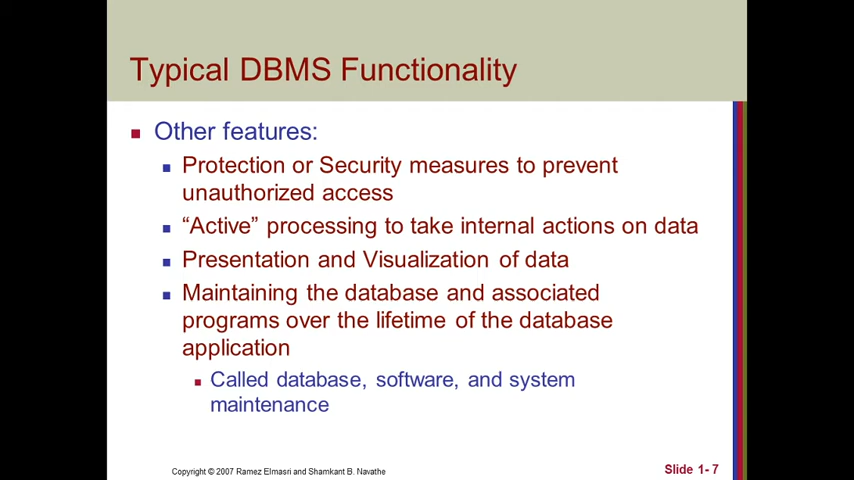 Typical DBMS Functionality
Other features:
Protection or Security measures to prevent
unauthorized access
“Active” processing to take internal actions on data
Presentation and Visualization of data
Maintaining the database and associated
programs over the lifetime of the database
application
Called database, software, and system
maintenance
Copyright © 2007 Ramez Elmasri and Shamkant B. Navathe
Slide 1- 7